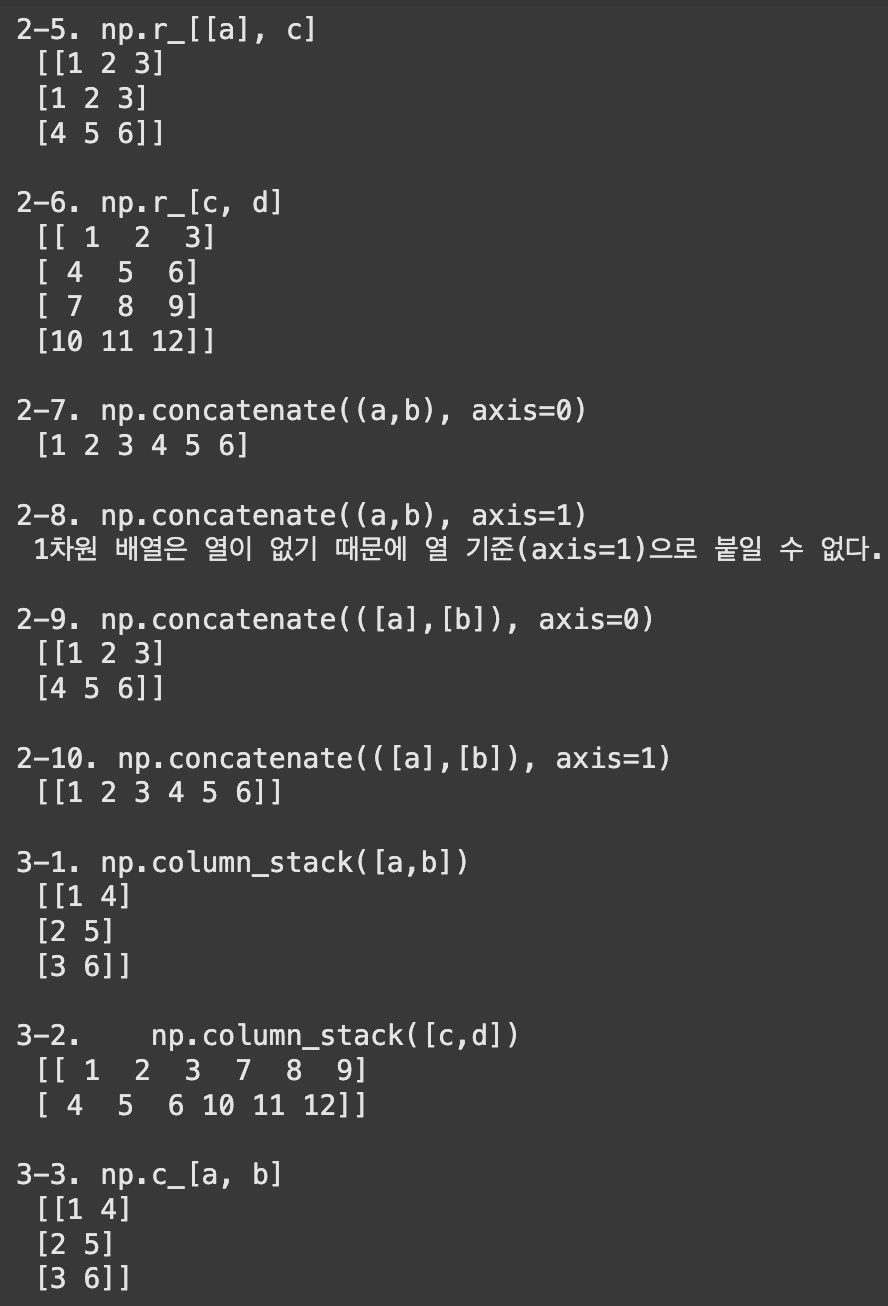 2-5. np.r_[[a], c]
[[1 2 3]
[1 2 3]
[4 5 6]]
2-6. np.r_[c, d]
[[ 1  2  3]
[ 4  5  6]
[ 7  8  9]
[10 11 12]]
2-7. np.concatenate((a,b), axis=0)
[1 2 3 4 5 6]
2-8. np.concatenate((a,b), axis=1)
1차원 배열은 열이 없기 때문에 열 기준(axis=1)으로 붙일 수 없다.
2-9. np.concatenate(([a],[b]), axis=0)
[[1 2 3]
[4 5 6]]
2-10. np.concatenate(([a],[b]), axis=1)
[[1 2 3 4 5 6]]
3-1. np.column_stack([a,b])
[[1 4]
[2 5]
[3 6]]
3-2.    np.column_stack([c,d])
[[ 1  2  3  7  8  9]
[ 4  5  6 10 11 12]]
3-3. np.c_[a, b]
[[1 4]
[2 5]
[3 6]]